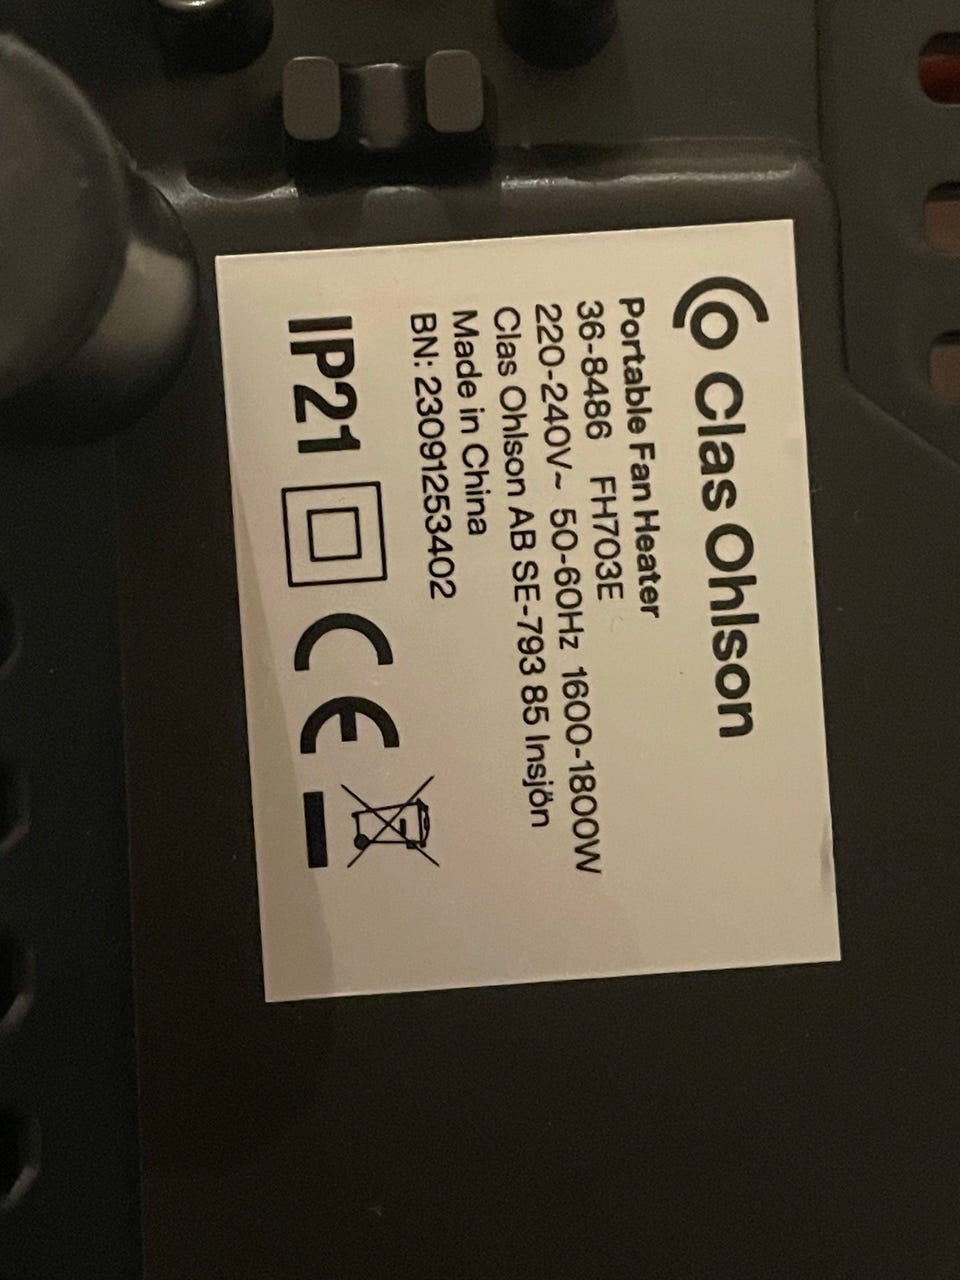 Clas Ohlson
Portable Fan Heater
36-8486 FH703E
220-240V~ 50-60Hz 1600-1800W
Clas Ohlson AB SE-793 85 Insjön
Made in China
BN: 23091253402
IP21 CE